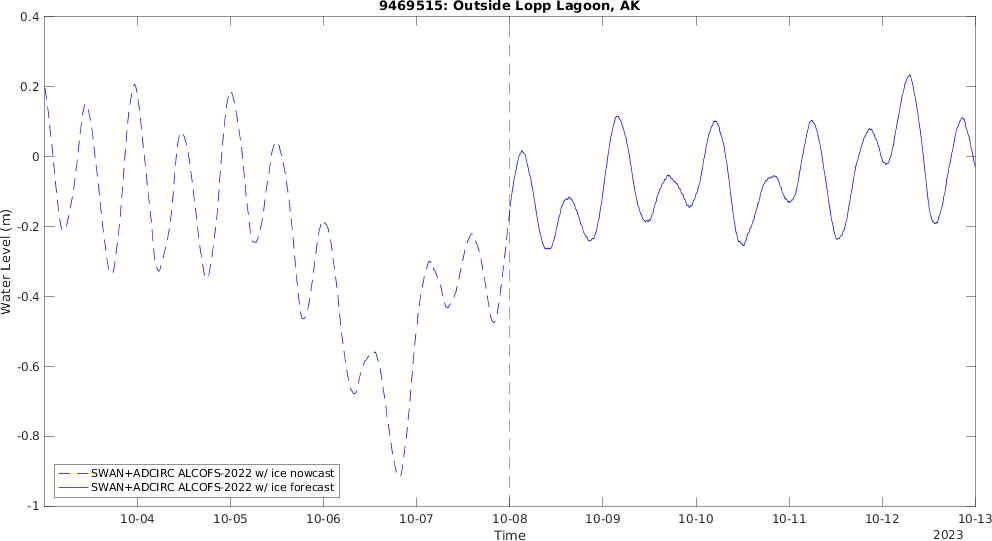 9469515: Outside Lopp Lagoon, AK
0.4
0.2
0
-0.2
-0.4
-0.6
-0.8
-1
Water Level (m)
SWAN+ADCIRC ALCOFS-2022 w/ ice nowcast
SWAN+ADCIRC ALCOFS-2022 w/ ice forecast
10-04 10-05 10-06 10-07 10-08 10-09 10-10 10-11 10-12 10-13
Time
2023